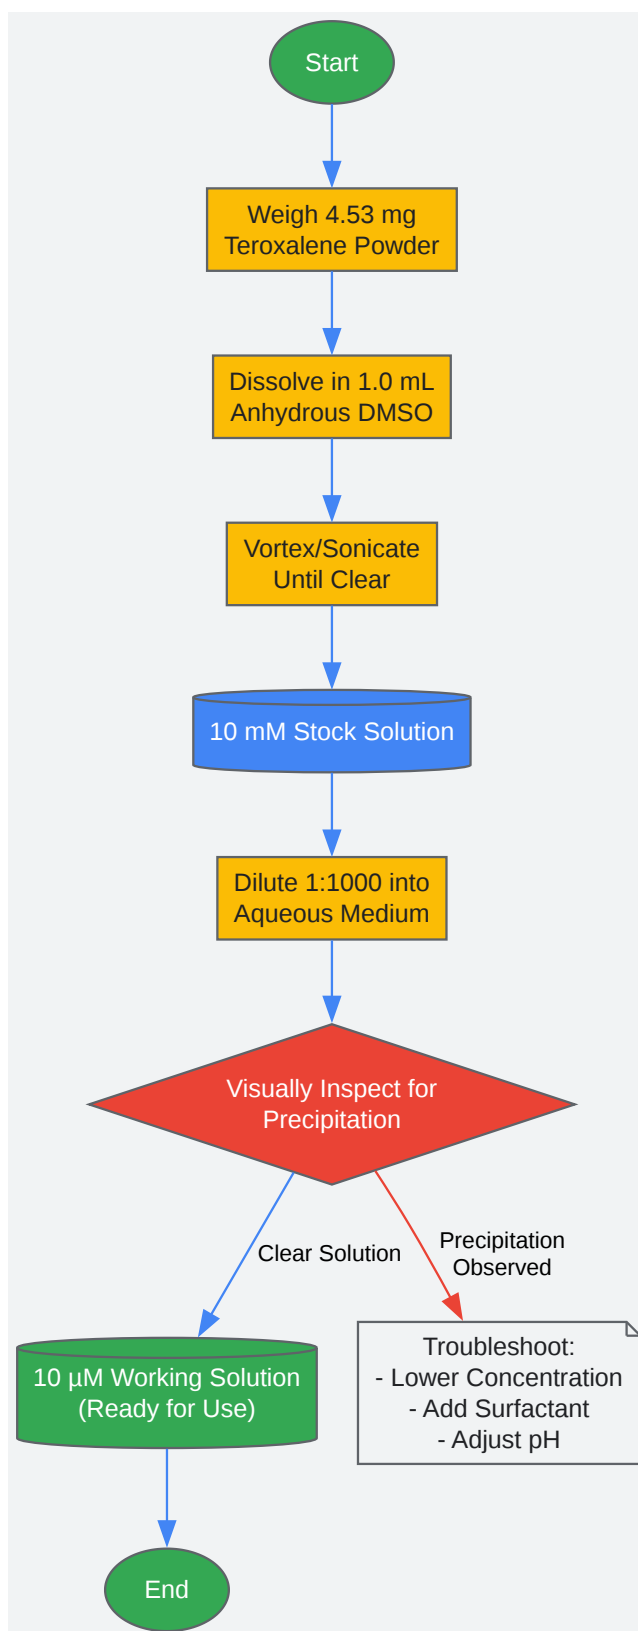 Start
Weigh 4.53 mg
Teroxalene Powder
Dissolve in 1.0 mL
Anhydrous DMSO
Vortex/Sonicate
Until Clear
10 mM Stock Solution
Dilute 1:1000 into
Aqueous Medium
Visually Inspect for
Precipitation
Clear Solution
Precipitation
Observed
10 µM Working Solution
(Ready for Use)
Troubleshoot:
- Lower Concentration
- Add Surfactant
- Adjust pH
End